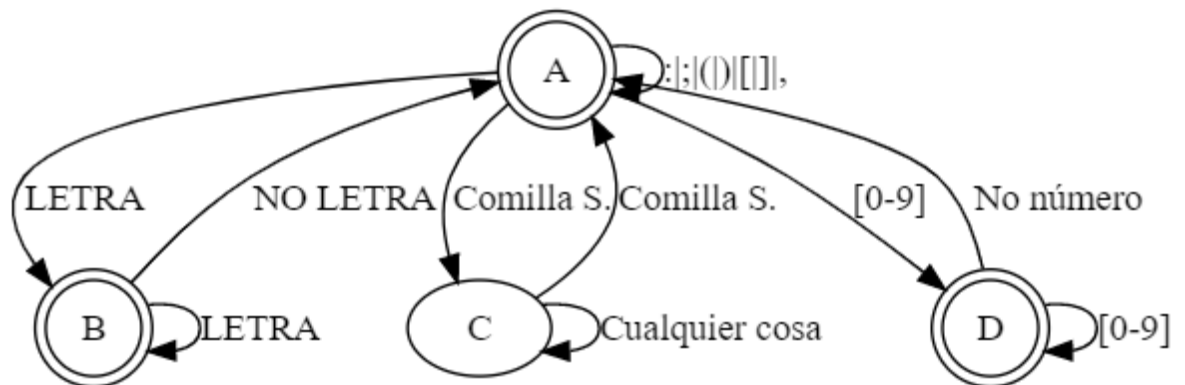 A
:|;|(|)|[|]|,
LETRA
NO LETRA
Comilla S.
Comilla S.
[0-9]
No número
B
LETRA
C
Cualquier cosa
D
[0-9]